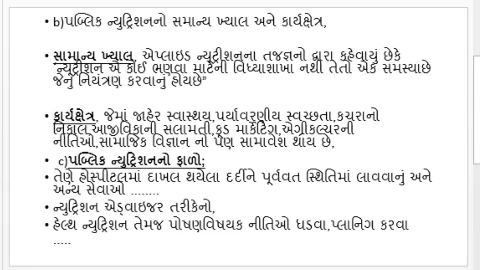 • b)પબ્લિક ન્યુટ્રિશનનો સમાન્ય ખ્યાલ અને કાર્યક્ષેત્ર,
• સામાન્ય ખ્યાલ, એપ્લાઇડ ન્યૂટ્રીશનના તજજ્ઞનો દ્વારા કહેવાયું છેકે
"ન્યૂટ્રીશન એ કોઈ ભણવા માટેની વિધ્યાશાખા નથી તેતો એક સમસ્યાછે
જેનું નિયંત્રણ કરવાનું હોયછે"
• કાર્યક્ષેત્ર, જેમાં જાહેર સ્વાસ્થય,પર્યાવરણીય સ્વચ્છતા,કચરાનો
નિકાલ,આજીવિકાની સલામતી,ફૂડ માર્કેટિંગ,એગ્રીકલ્ચરની
નીતિઓ,સામાજિક વિજ્ઞાન નો પણ સામાવેશ થાય છે,
• c)પબ્લિક ન્યુટ્રિશનનો ફાળો;
• તેણે હોસ્પીટલમાં દાખલ થયેલા દર્દીને પૂર્વવત સ્થિતિમાં લાવવાનું અને
અન્ય સેવાઓ ........
• ન્યુટ્રિશન એડ્વાઇજર તરીકેનો,
• હેલ્થ ન્યુટ્રિશન તેમજ પોષણવિષયક નીતિઓ ઘડવા,પ્લાનિગ કરવા
.....